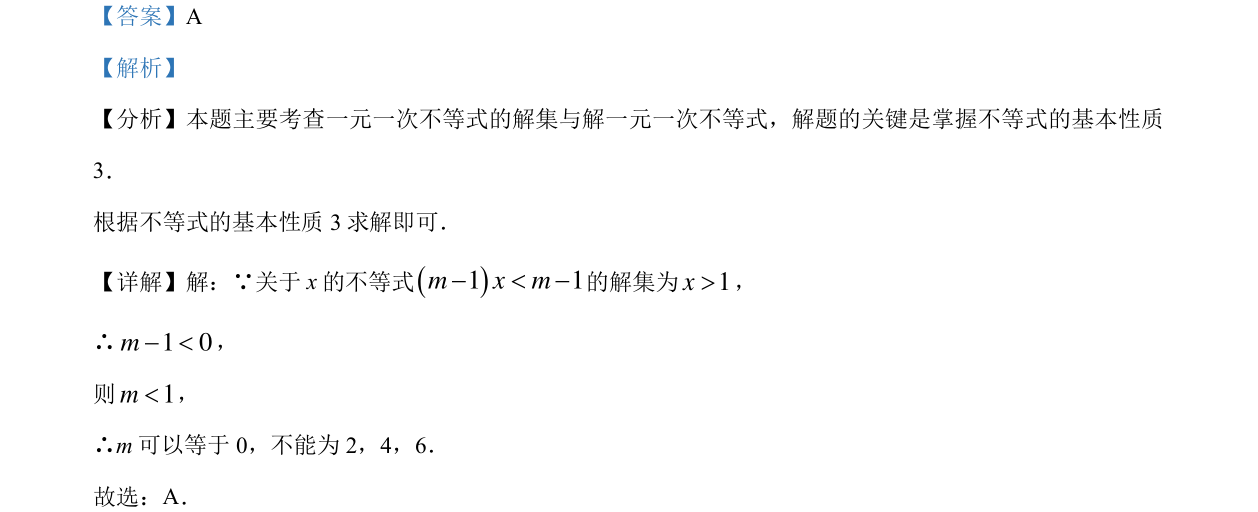 【答案】A
【解析】
【分析】本题主要考查一元一次不等式的解集与解一元一次不等式，解题的关键是掌握不等式的基本性质
3．
根据不等式的基本性质 3 求解即可．
【详解】解：∵关于 x 的不等式(m−1)x<m−1的解集为x>1，
∴m−1<0，
则m<1，
∴m 可以等于 0，不能为 2，4，6．
故选：A．